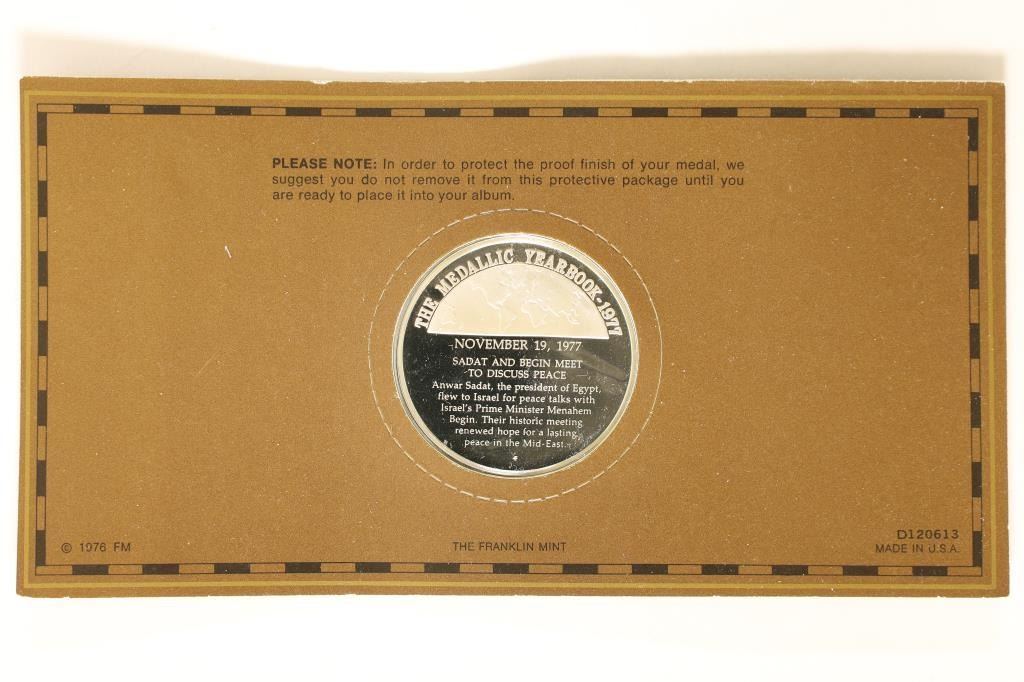 PLEASE NOTE: In order to protect the proof finish of your medal, we
suggest you do not remove it from this protective package until you
are ready to place it into your album.
THE MEDALLIC YEARBOOK-1977
NOVEMBER 19, 1977
SADAT AND BEGIN MEET
TO DISCUSS PEACE
Anwar Sadat, the president of Egypt,
flew to Israel for peace talks with
Israel's Prime Minister Menahem
Begin. Their historic meeting
renewed hope for a lasting
peace in the Mid-East.
© 1976 FM
THE FRANKLIN MINT
D120613
MADE IN U.S.A.